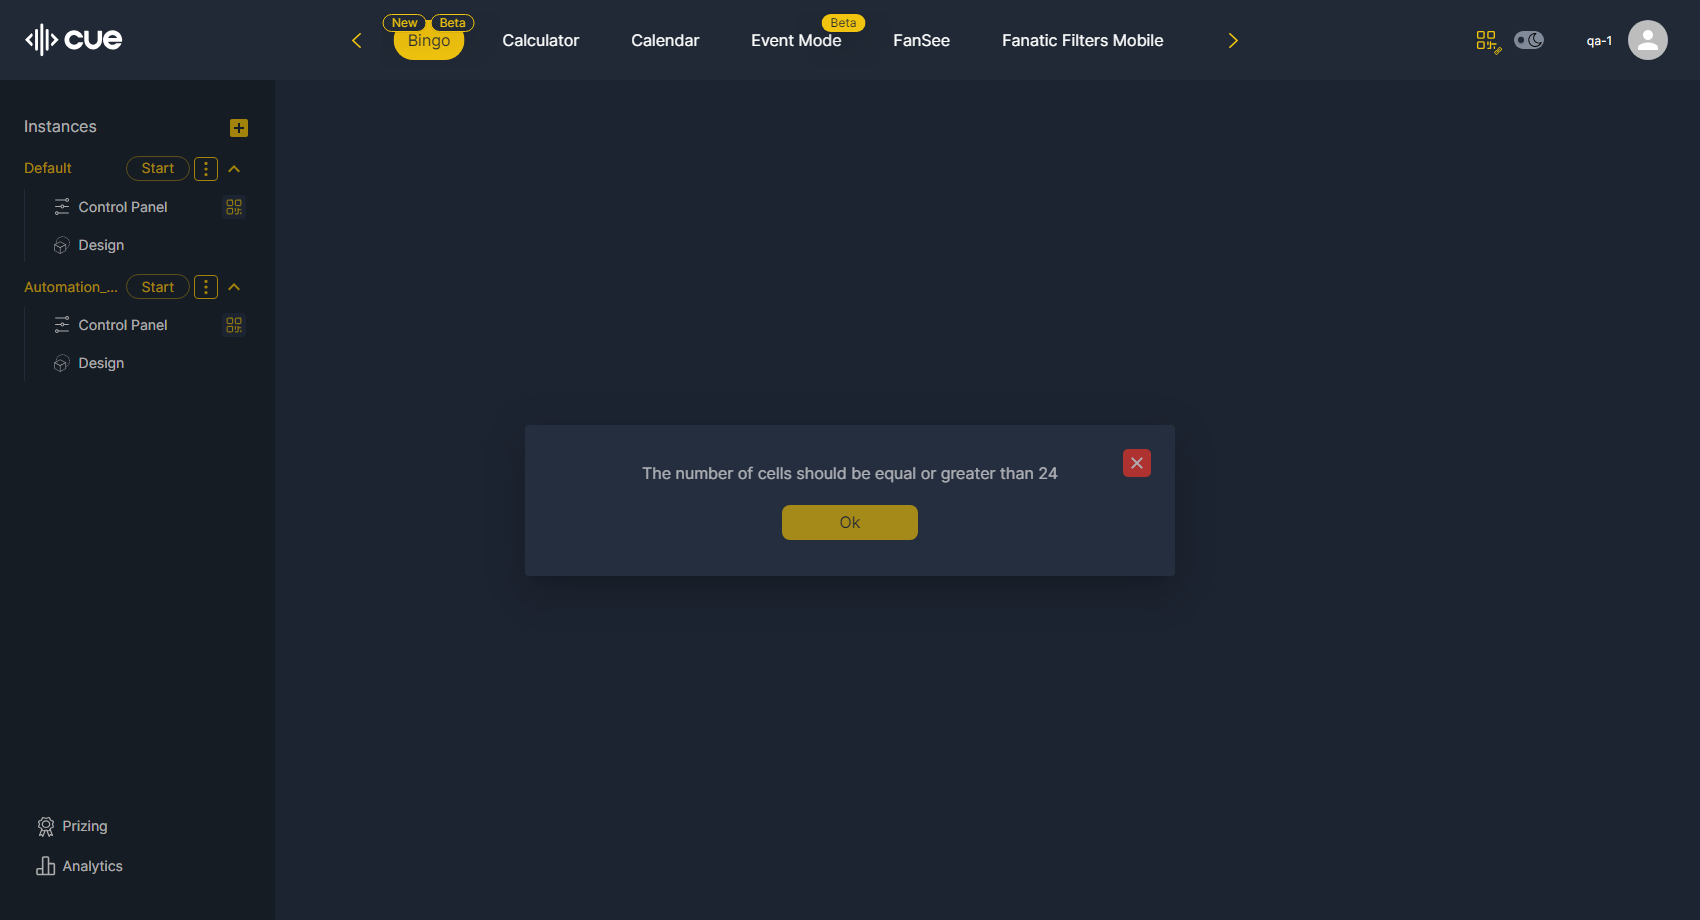 cue
New Beta
Bingo
Calculator
Calendar
Beta
Event Mode
FanSee
Fanatic Filters Mobile
qa-1
Instances
Default Start
Control Panel
Design
Automation_... Start
Control Panel
Design
The number of cells should be equal or greater than 24
Ok
Prizing
Analytics